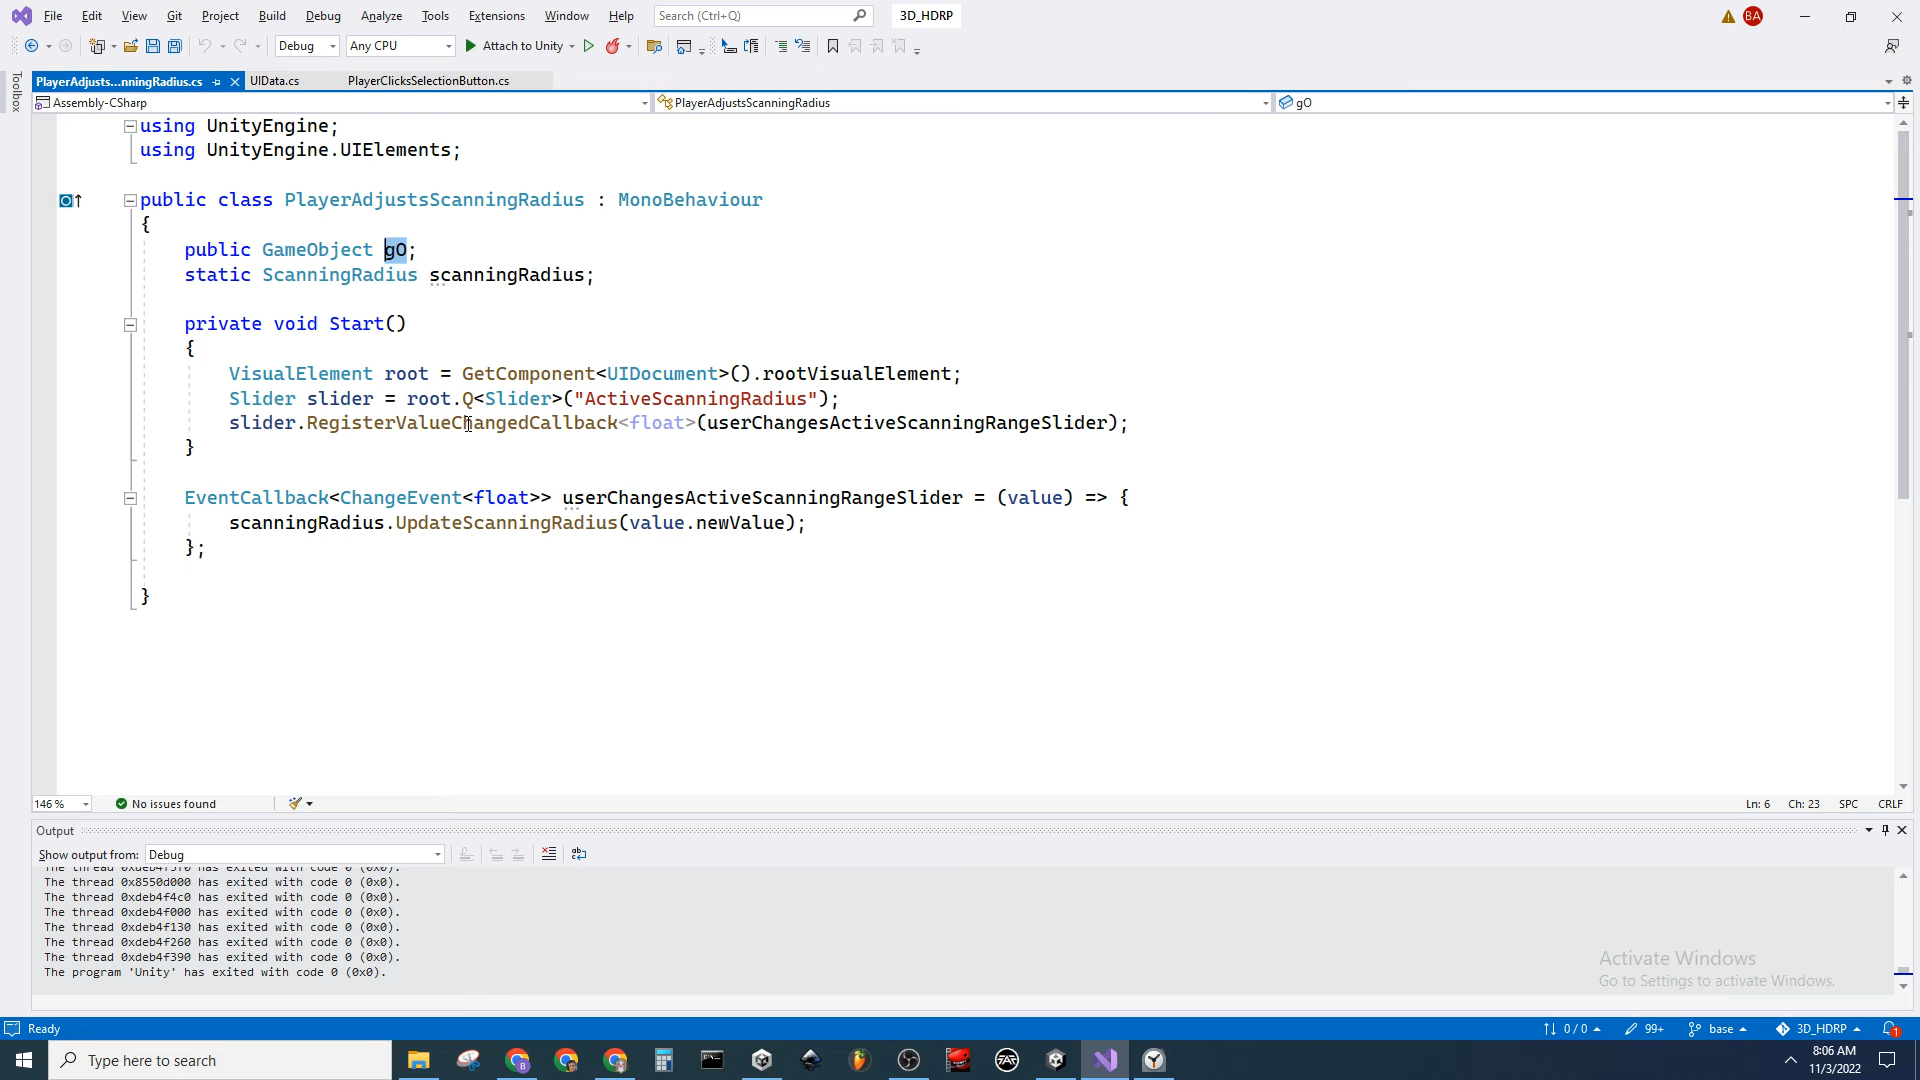 File Edit View Git Project Build Debug Analyze Tools Extensions Window Help Search (Ctrl+Q) 3D_HDRP BA
Debug Any CPU Attach to Unity
Toolbox
PlayerAdjusts...nningRadius.cs UIData.cs PlayerClicksSelectionButton.cs
Assembly-CSharp PlayerAdjustsScanningRadius gO
using UnityEngine;
using UnityEngine.UIElements;
public class PlayerAdjustsScanningRadius : MonoBehaviour
{
public GameObject gO;
static ScanningRadius scanningRadius;
private void Start()
{
VisualElement root = GetComponent<UIDocument>().rootVisualElement;
Slider slider = root.Q<Slider>("ActiveScanningRadius");
slider.RegisterValueChangedCallback<float>(userChangesActiveScanningRangeSlider);
}
EventCallback<ChangeEvent<float>> userChangesActiveScanningRangeSlider = (value) => {
scanningRadius.UpdateScanningRadius(value.newValue);
};
}
146 % No issues found Ln: 6 Ch: 23 SPC CRLF
Output
Show output from: Debug
The thread 0x8550d000 has exited with code 0 (0x0).
The thread 0xdeb4f4c0 has exited with code 0 (0x0).
The thread 0xdeb4f000 has exited with code 0 (0x0).
The thread 0xdeb4f130 has exited with code 0 (0x0).
The thread 0xdeb4f260 has exited with code 0 (0x0).
The thread 0xdeb4f390 has exited with code 0 (0x0).
The program 'Unity' has exited with code 0 (0x0).
Activate Windows
Go to Settings to activate Windows.
Ready 0 / 0 99+ base 3D_HDRP 1
Type here to search
8:06 AM
11/3/2022